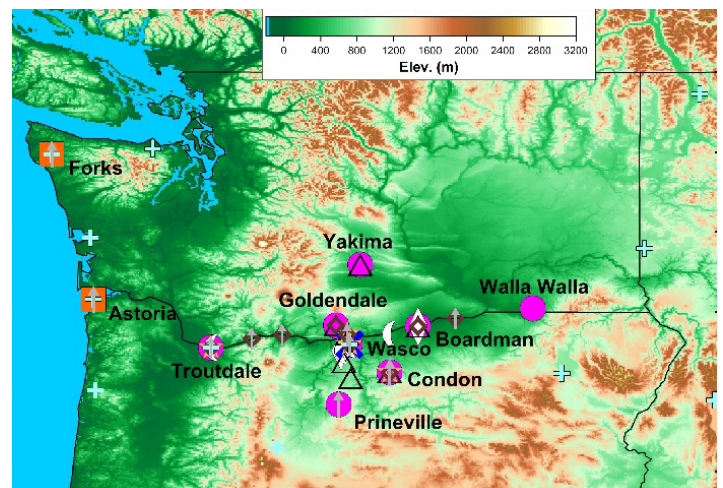 0 400 800 1200 1600 2000 2400 2800 3200
Elev. (m)
Forks
Yakima
Walla Walla
Goldendale
Astoria
Boardman
Wasco
Troutdale
Condon
Prineville